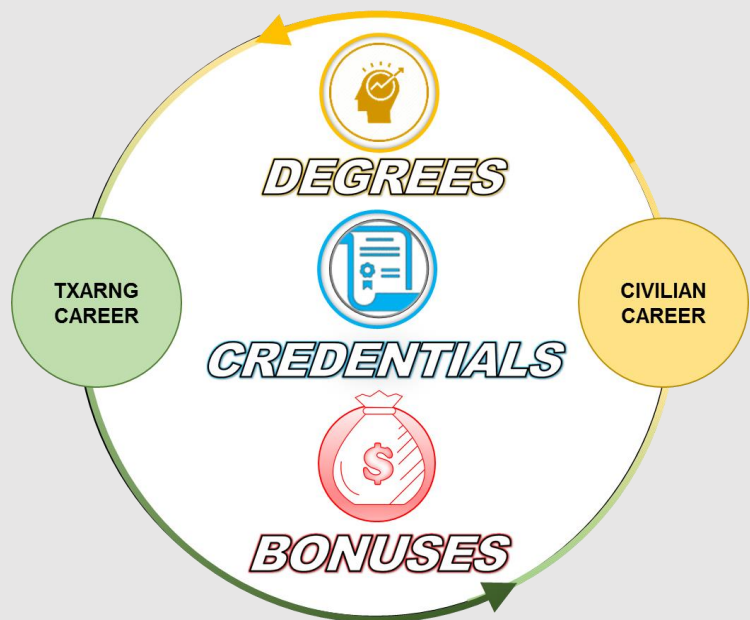 DEGREES
TXARNG
CAREER
CIVILIAN
CAREER
CREDENTIALS
$
BONUSES